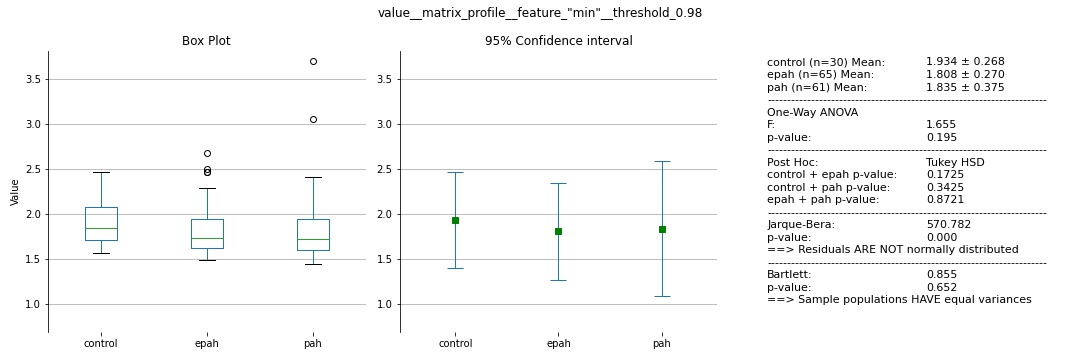 value__matrix_profile__feature_"min"__threshold_0.98
Box Plot
Value
3.5
3.0
2.5
2.0
1.5
1.0
control epah pah
95% Confidence interval
3.5
3.0
2.5
2.0
1.5
1.0
control epah pah
control (n=30) Mean: 1.934 ± 0.268
epah (n=65) Mean: 1.808 ± 0.270
pah (n=61) Mean: 1.835 ± 0.375
One-Way ANOVA
F: 1.655
p-value: 0.195
Post Hoc: Tukey HSD
control + epah p-value: 0.1725
control + pah p-value: 0.3425
epah + pah p-value: 0.8721
Jarque-Bera: 570.782
p-value: 0.000
==> Residuals ARE NOT normally distributed
Bartlett: 0.855
p-value: 0.652
==> Sample populations HAVE equal variances